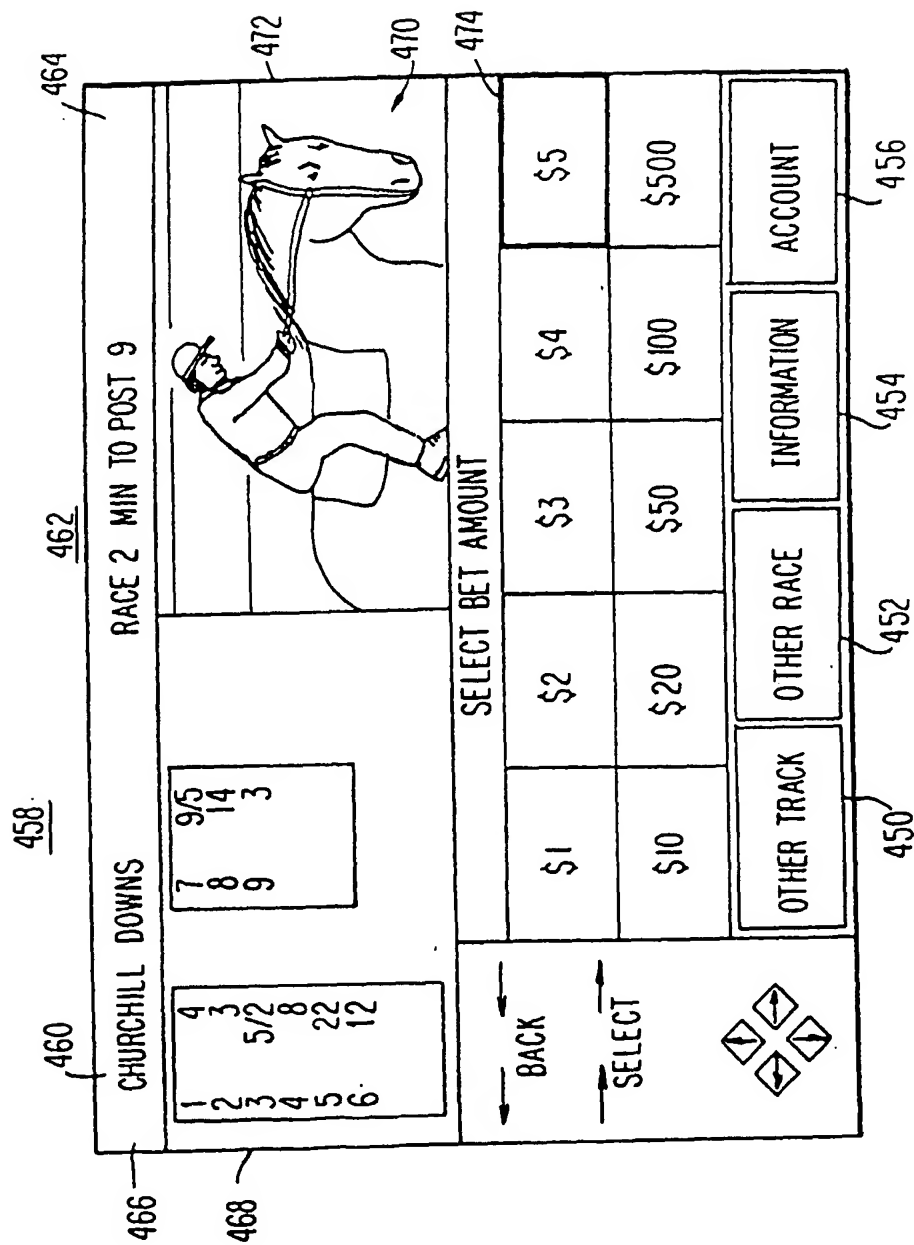 458
462
460
464
466
CHURCHILL DOWNS
RACE 2 MIN TO POST 9
1 4
2 3
3 5/2
4 8
5 22
6 12
7 9/5
8 14
9 3
468
472
470
474
SELECT BET AMOUNT
BACK
SELECT
$1 $2 $3 $4 $5
$10 $20 $50 $100 $500
OTHER TRACK
OTHER RACE
INFORMATION
ACCOUNT
450
452
454
456